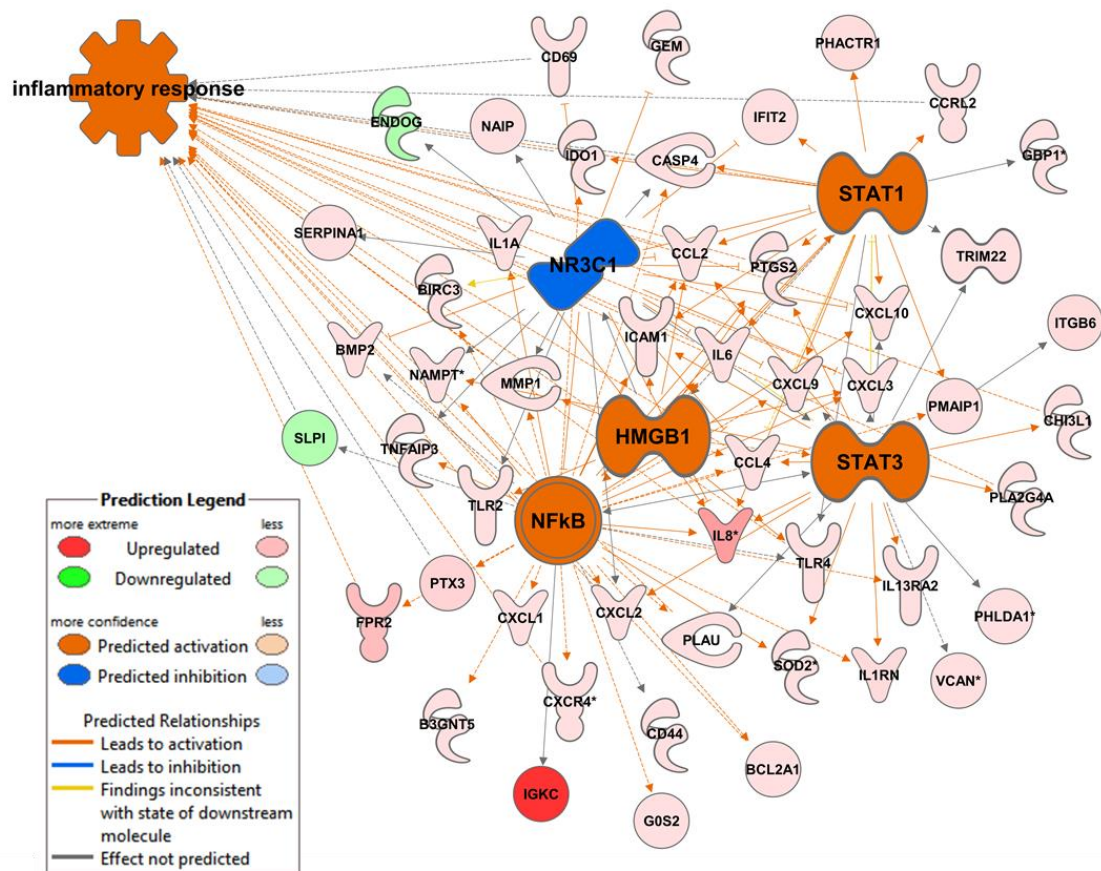 CD69
GEM
PHACTR1
inflammatory response
CCRL2
ENDOG
NAIP
IFIT2
IDO1
CASP4
GBP1*
STAT1
SERPINA1
IL1A
NR3C1
CCL2
PTGS2
TRIM22
BIRC3
CXCL10
ITGB6
BMP2
NAMPT*
MMP1
ICAM1
IL6
CXCL9
CXCL3
PMAIP1
CHI3L1
SLPI
TNFAIP3
HMGB1
CCL4
STAT3
PLA2G4A
TLR2
NFkB
IL8*
TLR4
IL13RA2
PTX3
FPR2
CXCL1
CXCL2
PLAU
SOD2*
IL1RN
PHLDA1*
VCAN*
B3GNT5
CXCR4*
CD44
BCL2A1
IGKC
G0S2
Prediction Legend
more extreme less
Upregulated
Downregulated
more confidence less
Predicted activation
Predicted inhibition
Predicted Relationships
Leads to activation
Leads to inhibition
Findings inconsistent
with state of downstream
molecule
Effect not predicted